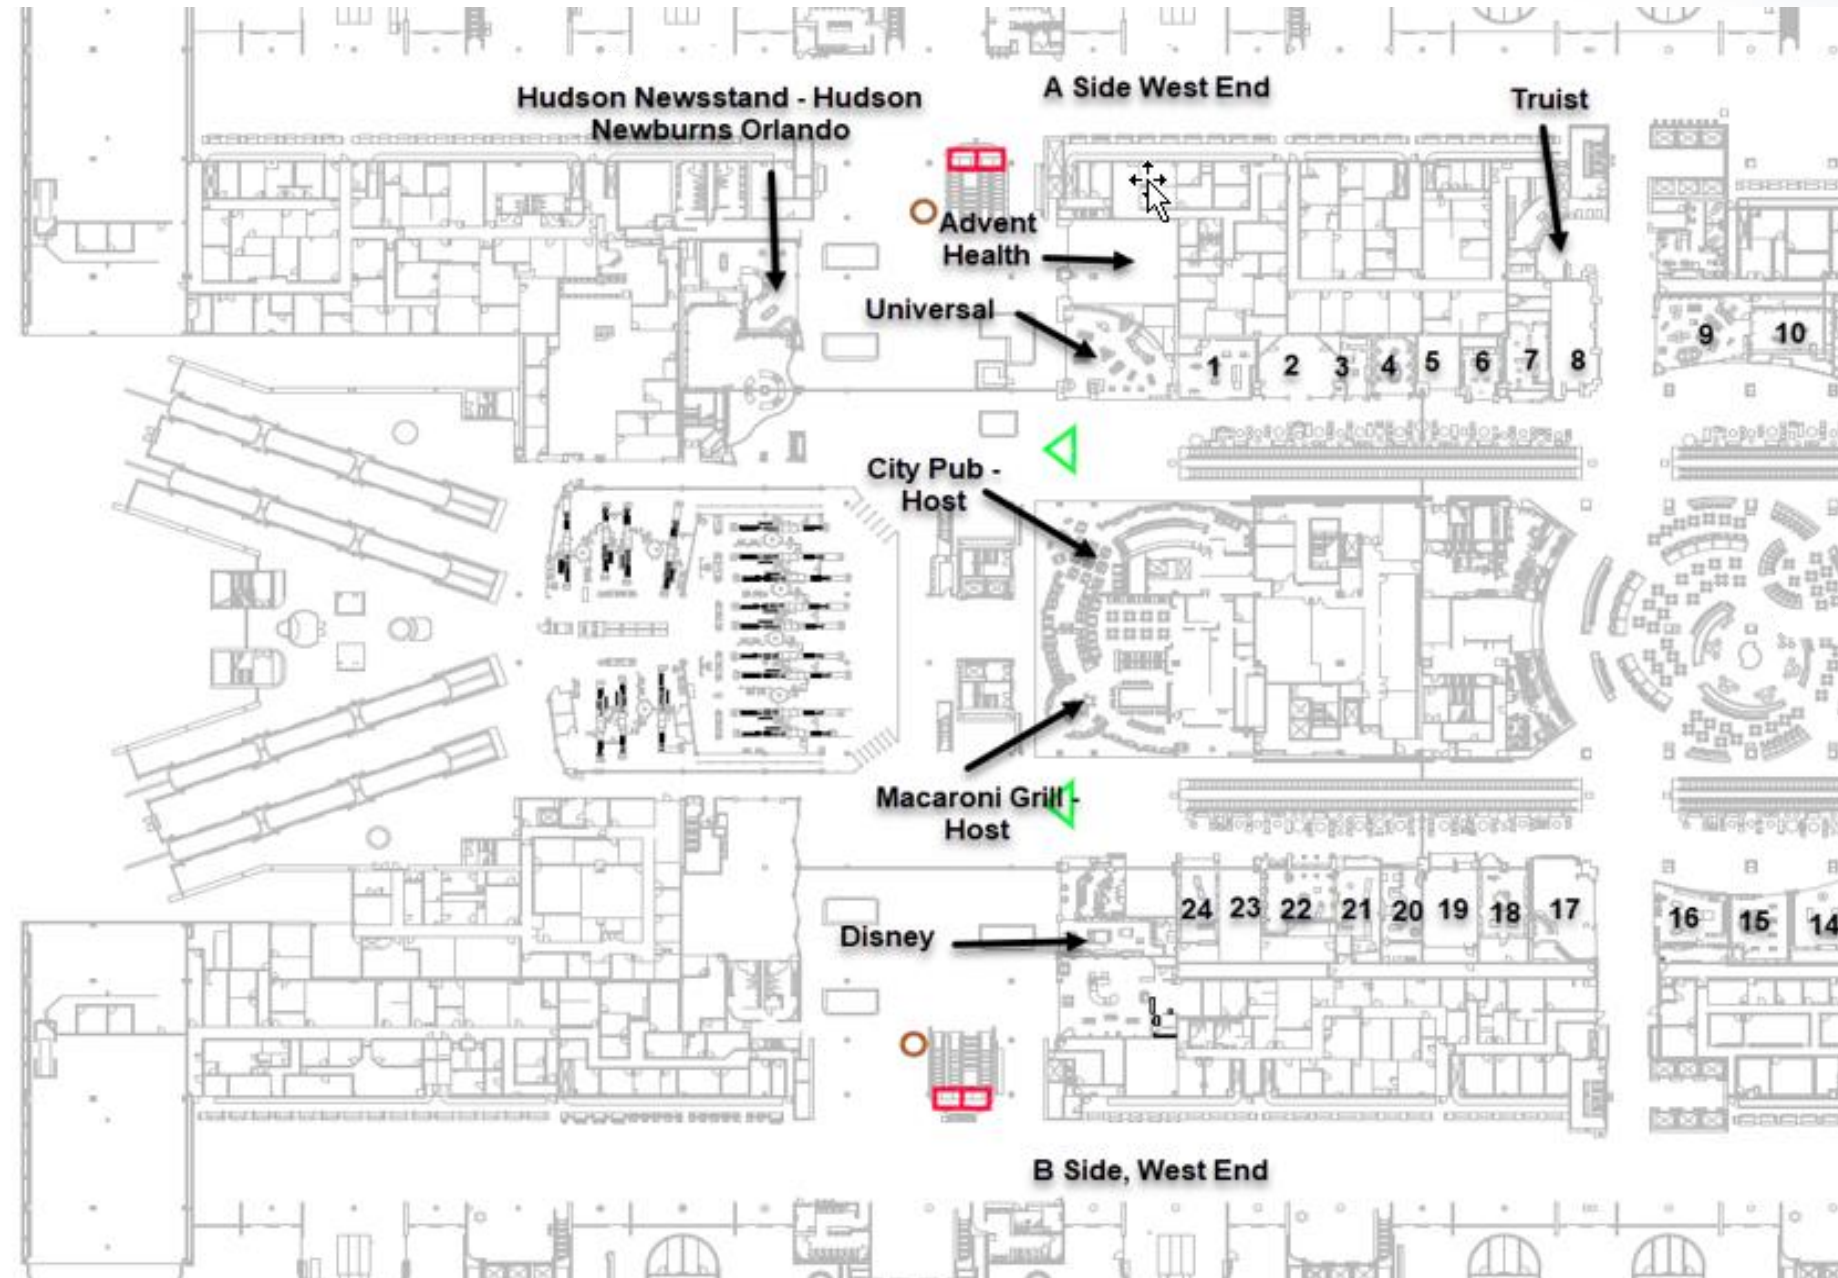 A Side West End
Hudson Newsstand - Hudson
Newburns Orlando
Truist
Advent
Health
Universal
1
2
3
4
5
6
7
8
9
10
City Pub -
Host
Macaroni Grill -
Host
Disney
24
23
22
21
20
19
18
17
16
15
14
B Side, West End